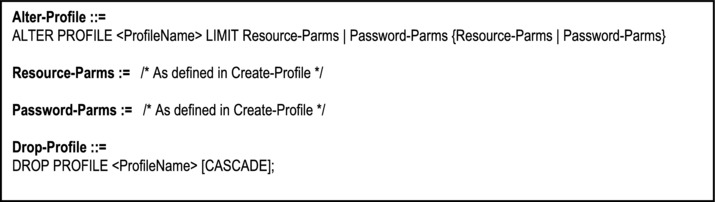 Alter-Profile ::=
ALTER PROFILE <ProfileName> LIMIT Resource-Parms | Password-Parms {Resource-Parms | Password-Parms}
Resource-Parms := /* As defined in Create-Profile */
Password-Parms := /* As defined in Create-Profile */
Drop-Profile ::=
DROP PROFILE <ProfileName> [CASCADE];